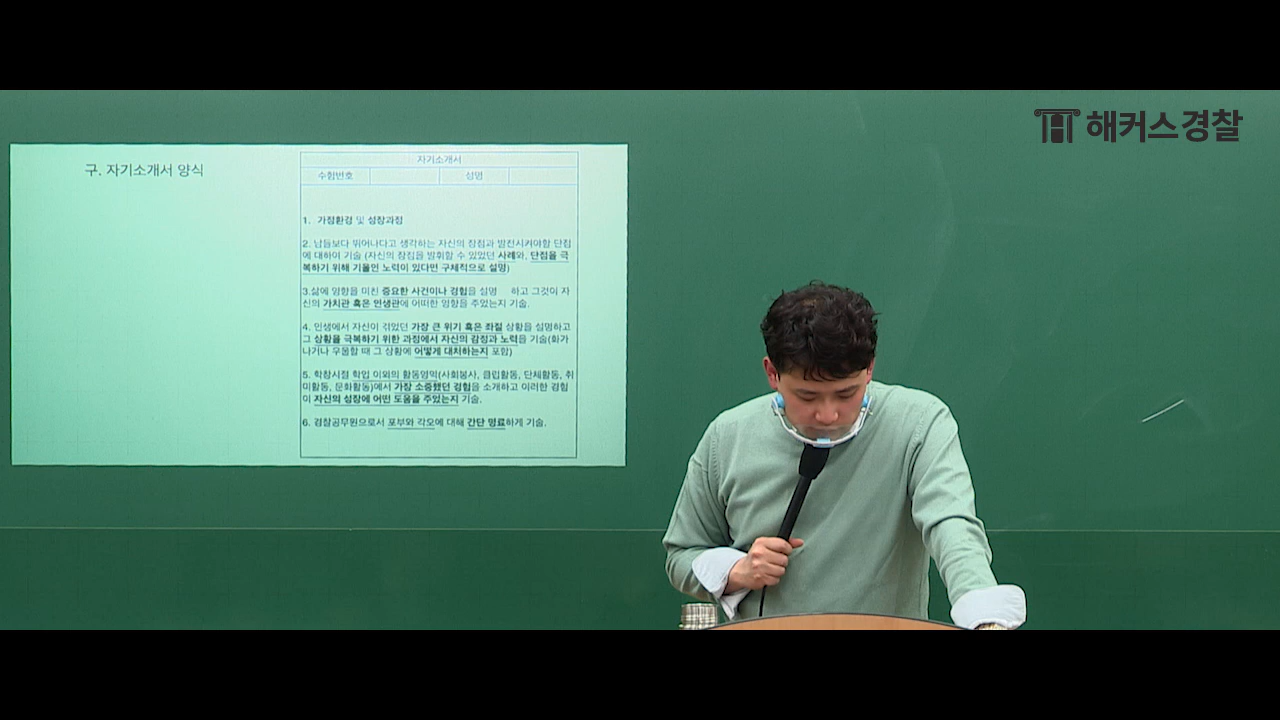 해커스경찰
구. 자기소개서 양식
자기소개서
수험번호 성명
1. 가정환경 및 성장과정
2. 남들보다 뛰어나다고 생각하는 자신의 장점과 발전시켜야할 단점
에 대하여 기술 (자신의 장점을 발휘할 수 있었던 사례와, 단점을 극
복하기 위해 기울인 노력이 있다면 구체적으로 설명)
3.삶에 영향을 미친 중요한 사건이나 경험을 설명 하고 그것이 자
신의 가치관 혹은 인생관에 어떠한 영향을 주었는지 기술.
4. 인생에서 자신이 겪었던 가장 큰 위기 혹은 좌절 상황을 설명하고
그 상황을 극복하기 위한 과정에서 자신의 감정과 노력을 기술(화가
나거나 우울할 때 그 상황에 어떻게 대처하는지 포함)
5. 학창시절 학업 이외의 활동영역(사회봉사, 클럽활동, 단체활동, 취
미활동, 문화활동)에서 가장 소중했던 경험을 소개하고 이러한 경험
이 자신의 성장에 어떤 도움을 주었는지 기술.
6. 경찰공무원으로서 포부와 각오에 대해 간단 명료하게 기술.